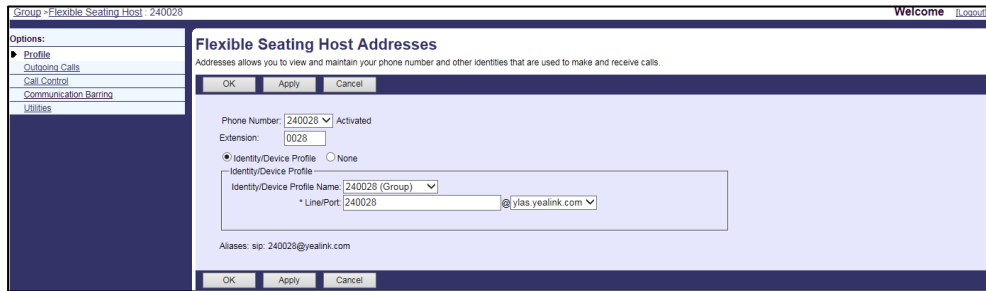 Group >Flexible Seating Host : 240028
Welcome [Logout]
Options:
Profile
Outgoing Calls
Call Control
Communication Barring
Utilities
Flexible Seating Host Addresses
Addresses allows you to view and maintain your phone number and other identities that are used to make and receive calls.
OK Apply Cancel
Phone Number: 240028 Activated
Extension: 0028
Identity/Device Profile None
Identity/Device Profile
Identity/Device Profile Name: 240028 (Group)
* Line/Port: 240028 @ ylas.yealink.com
Aliases: sip: 240028@yealink.com
OK Apply Cancel